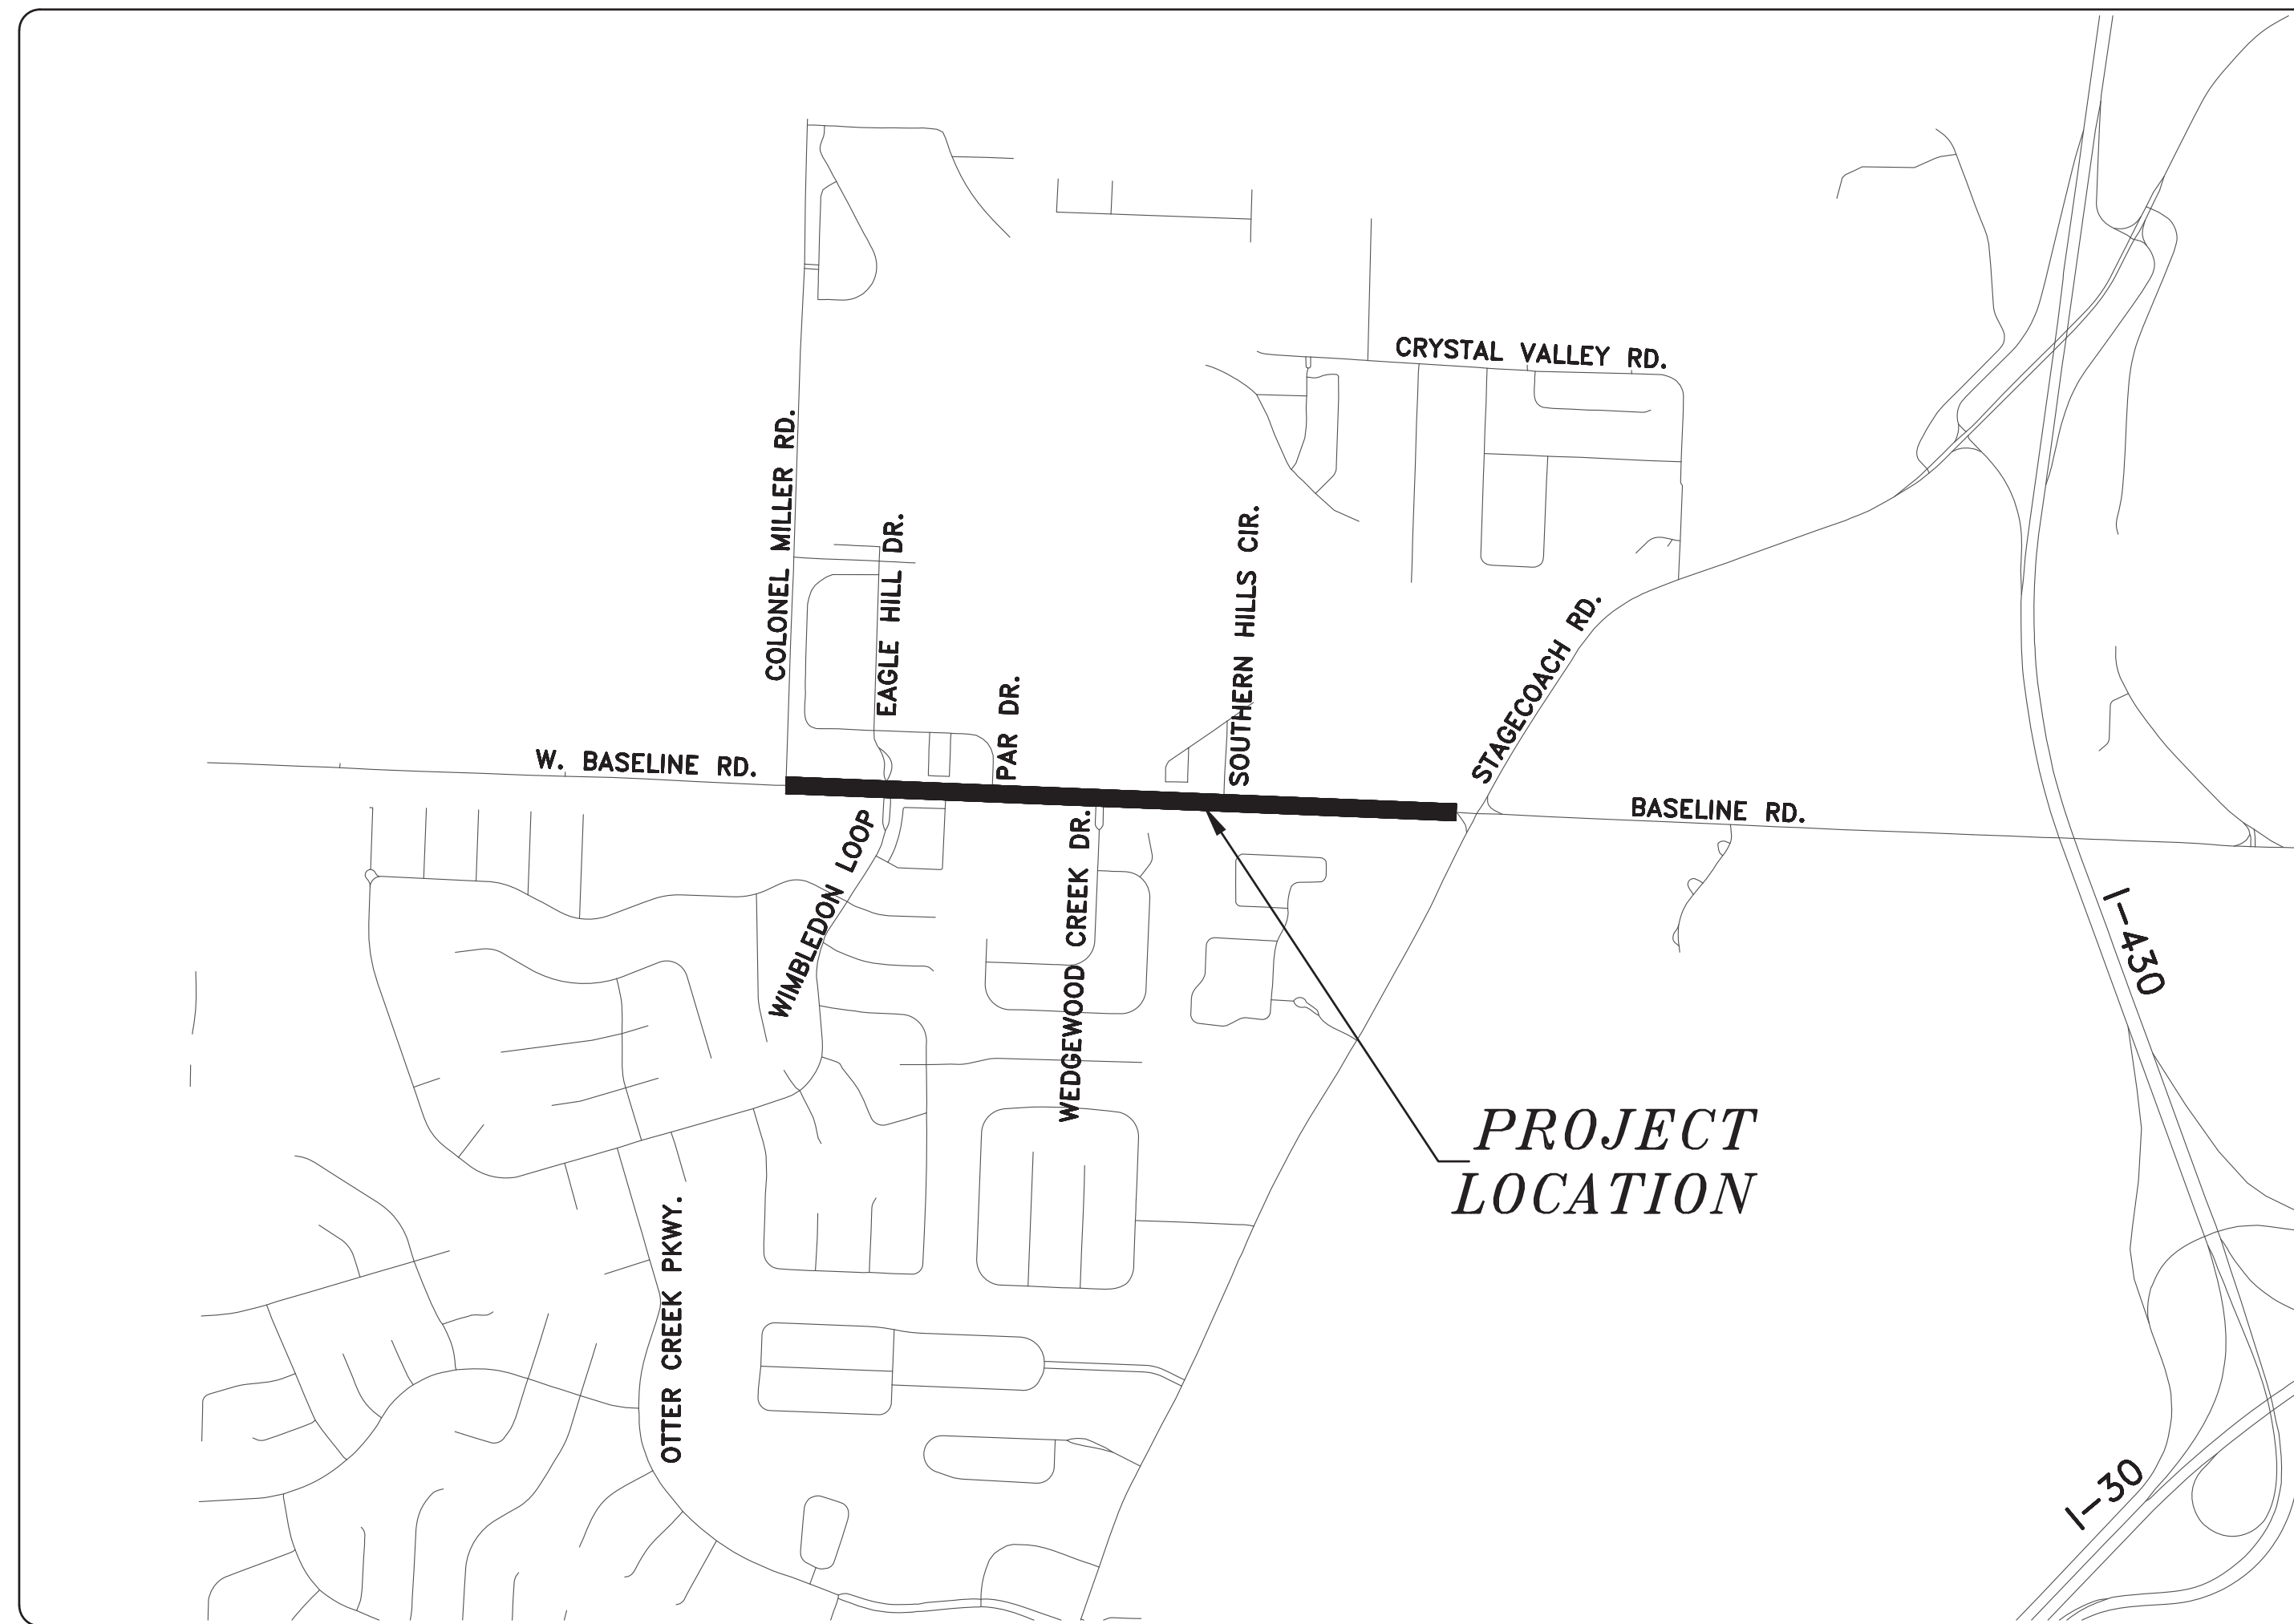 CRYSTAL VALLEY RD.
COLONEL MILLER RD.
EAGLE HILL DR.
SOUTHERN HILLS CIR.
STAGECOACH RD.
PAR DR.
W. BASELINE RD.
BASELINE RD.
WIMBLEDON LOOP
WEDGEWOOD CREEK DR.
I-430
PROJECT
LOCATION
OTTER CREEK PKWY.
I-30